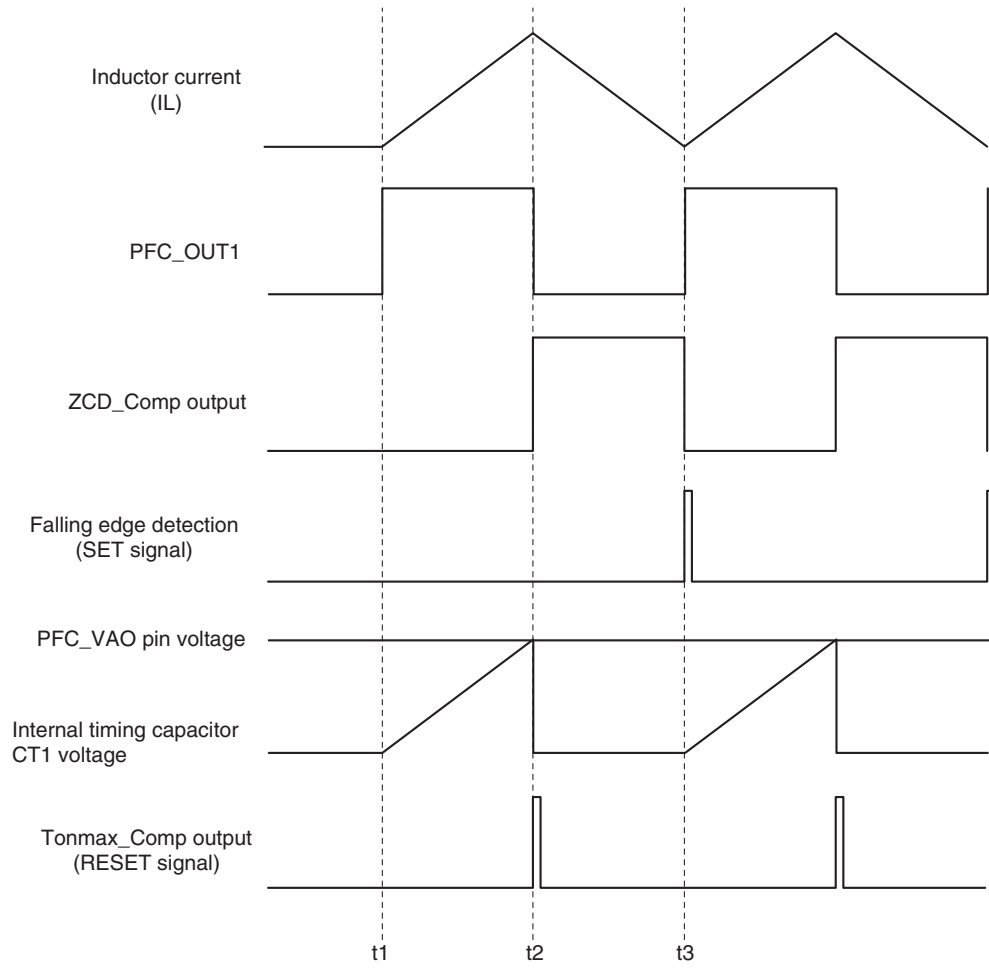 Inductor current
(IL)
PFC_OUT1
ZCD_Comp output
Falling edge detection
(SET signal)
PFC_VAO pin voltage
Internal timing capacitor
CT1 voltage
Tonmax_Comp output
(RESET signal)
t1 t2 t3